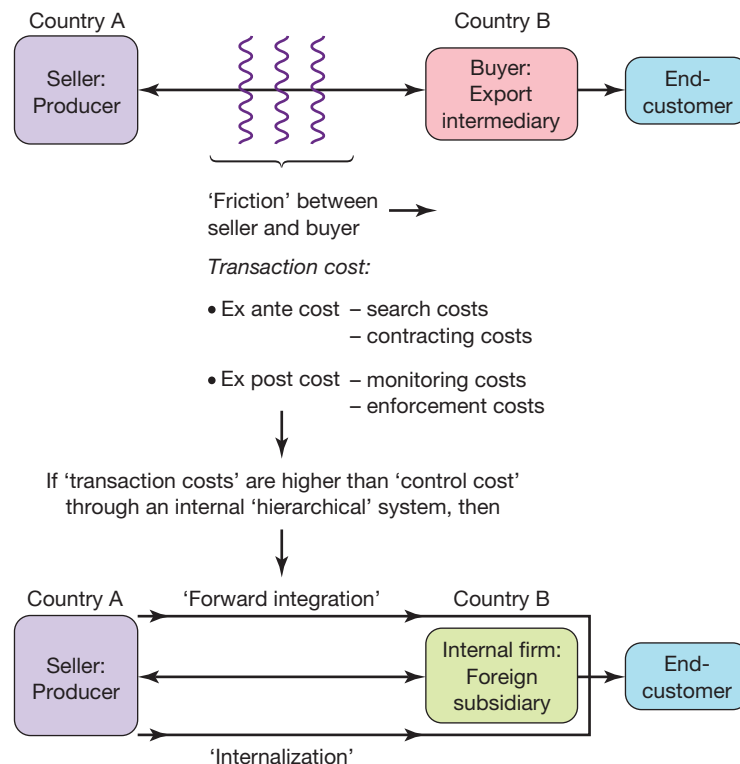 Country A
Country B
Seller:
Producer
Buyer:
Export
intermediary
End-
customer
‘Friction’ between
seller and buyer
Transaction cost:
• Ex ante cost – search costs
– contracting costs
• Ex post cost – monitoring costs
– enforcement costs
If ‘transaction costs’ are higher than ‘control cost’
through an internal ‘hierarchical’ system, then
Country A
‘Forward integration’
Country B
Seller:
Producer
Internal firm:
Foreign
subsidiary
End-
customer
‘Internalization’